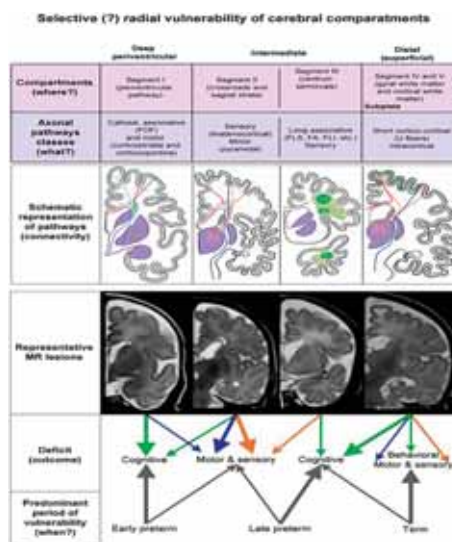 Selective (?) radial vulnerability of cerebral comparatments
Deep
periventricular
Intermediate
Distal
(superficial)
Compartments
(where?)
Segment I
(periventricular
pathway)
Segment II
(crossroads and
sagittal strata)
Segment III
(centrum
semiovale)
Segment IV and V
(gyral white matter
and cortical white
matter)
Subplate
Axonal
pathways
classes
(what?)
Callosal, associative
(FOF)
and motor
(corticostriatal and
corticospinal)
Sensory
(thalamocortical)
Motor
(pyramidal)
Long associative
Sensory
Short cortico-cortical
(U fibers)
Intracortical
Schematic
representation
of pathways
(connectivity)
Representative
MR lesions
Deficit
(outcome)
Cognitive
Motor & sensory
Cognitive
Behavioral
Motor & sensory
Predominant
period of
vulnerability
(when?)
Early preterm
Late preterm
Term